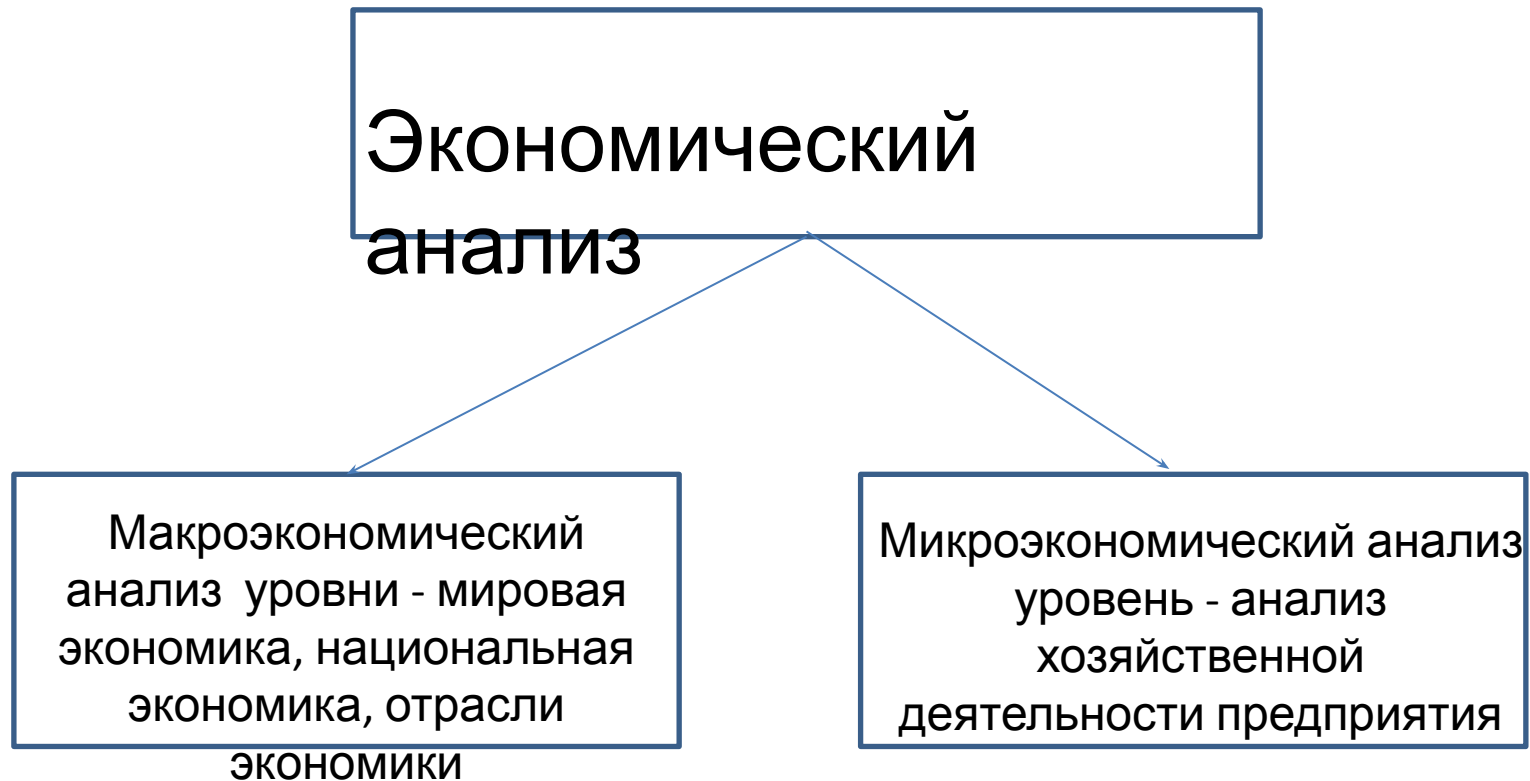 Экономический
анализ
Макроэкономический
анализ  уровни - мировая
экономика, национальная
экономика, отрасли
экономики
Микроэкономический анализ
уровень - анализ
хозяйственной
деятельности предприятия